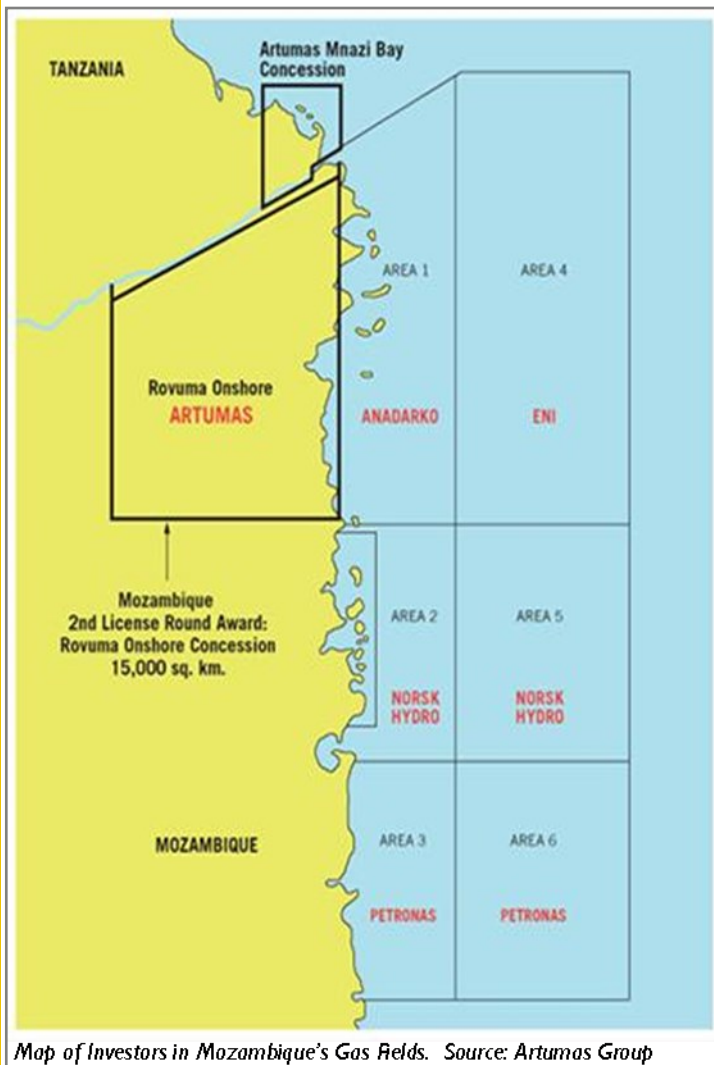 TANZANIA
Artumas Mnazi Bay
Concession
AREA 1
AREA 4
Rovuma Onshore
ARTUMAS
ANADARKO
ENI
Mozambique
2nd License Round Award:
Rovuma Onshore Concession
15,000 sq. km.
AREA 2
AREA 5
NORSK
HYDRO
NORSK
HYDRO
MOZAMBIQUE
AREA 3
AREA 6
PETRONAS
PETRONAS
Map of Investors in Mozambique's Gas Fields. Source: Artumas Group